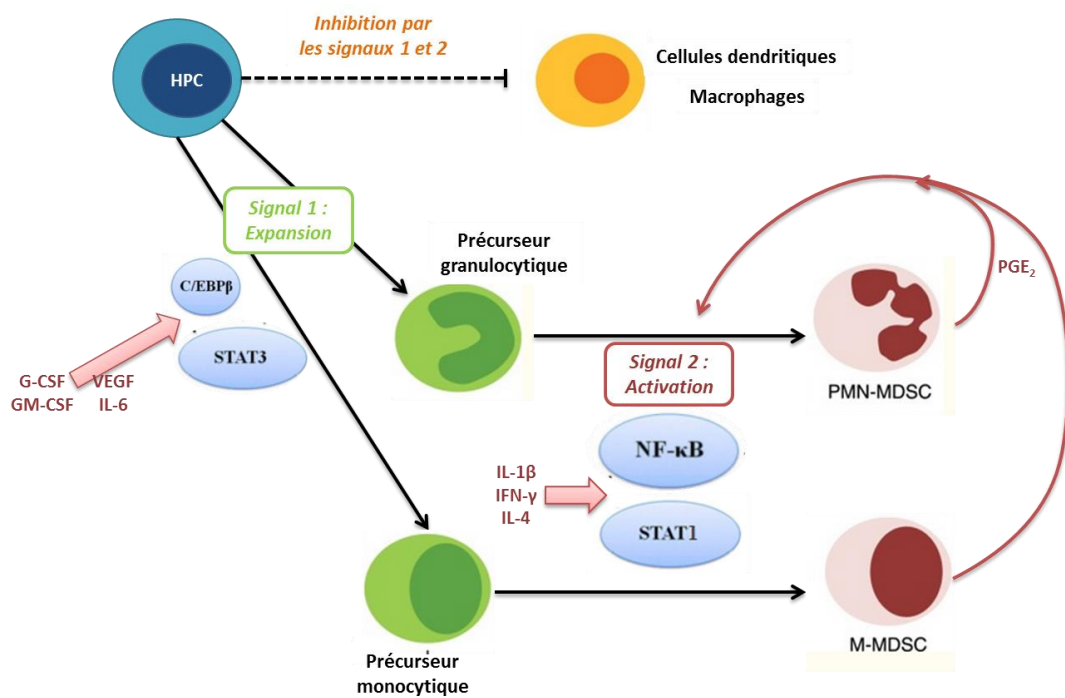 Inhibition par
les signaux 1 et 2
HPC
Cellules dendritiques
Macrophages
Signal 1 :
Expansion
Précurseur
granulocytique
PGE₂
C/EBPβ
STAT3
G-CSF VEGF
GM-CSF IL-6
Signal 2 :
Activation
PMN-MDSC
NF-κB
IL-1β
IFN-γ
IL-4
STAT1
M-MDSC
Précurseur
monocytique